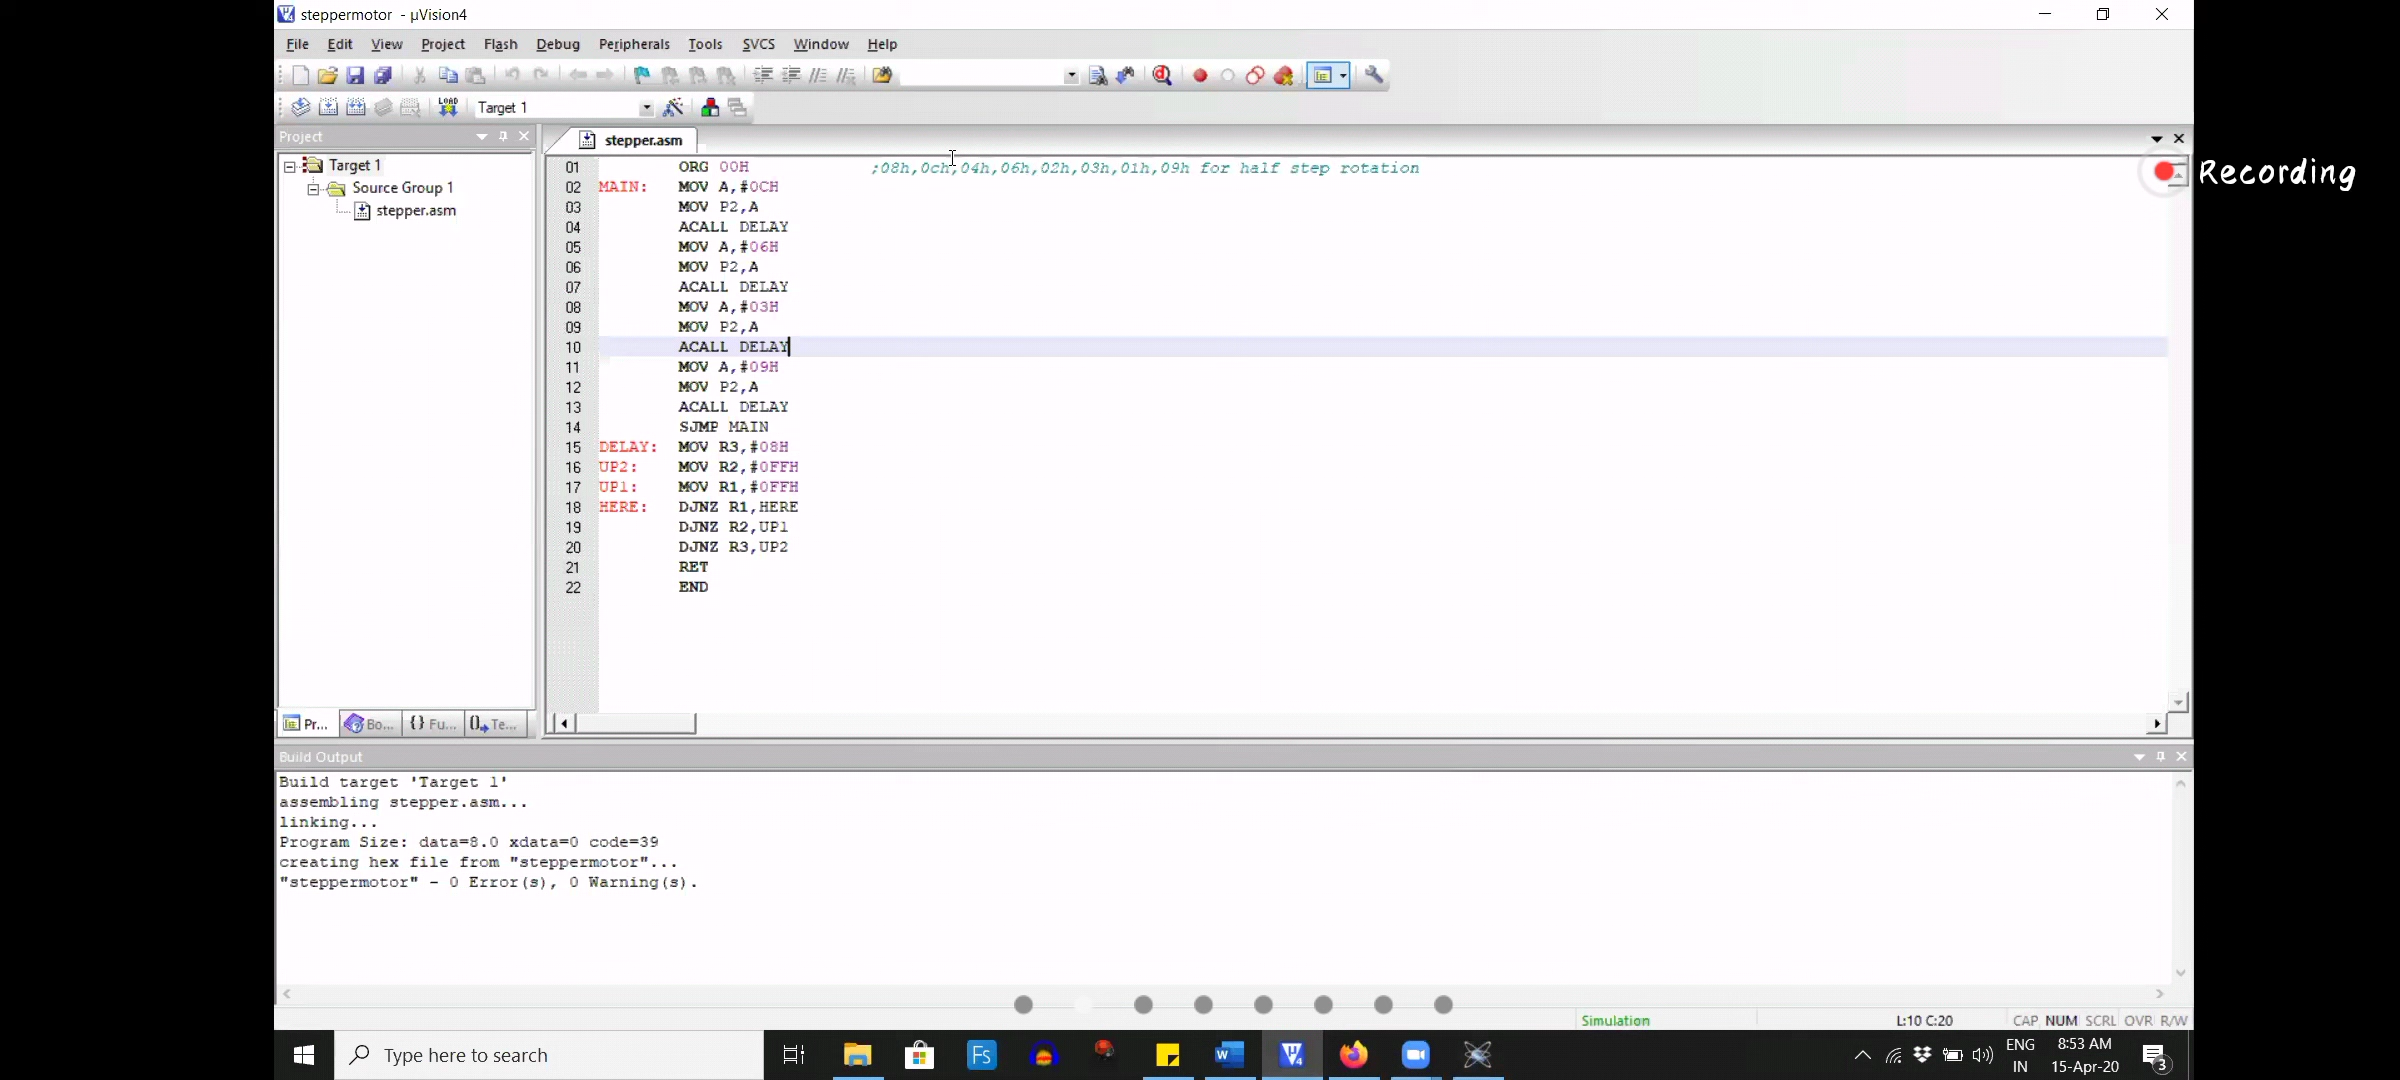 steppermotor - µVision4
File Edit View Project Flash Debug Peripherals Tools SVCS Window Help
LOAD Target 1
Project
stepper.asm
Target 1
Source Group 1
stepper.asm
Recording
01 ORG 00H ;08h,0ch,04h,06h,02h,03h,01h,09h for half step rotation
02 MAIN: MOV A,#0CH
03 MOV P2,A
04 ACALL DELAY
05 MOV A,#06H
06 MOV P2,A
07 ACALL DELAY
08 MOV A,#03H
09 MOV P2,A
10 ACALL DELAY
11 MOV A,#09H
12 MOV P2,A
13 ACALL DELAY
14 SJMP MAIN
15 DELAY: MOV R3,#08H
16 UP2: MOV R2,#0FFH
17 UP1: MOV R1,#0FFH
18 HERE: DJNZ R1,HERE
19 DJNZ R2,UP1
20 DJNZ R3,UP2
21 RET
22 END
Pr... Bo... {} Fu... Te...
Build Output
Build target 'Target 1'
assembling stepper.asm...
linking...
Program Size: data=8.0 xdata=0 code=39
creating hex file from "steppermotor"...
"steppermotor" - 0 Error(s), 0 Warning(s).
Simulation L:10 C:20 CAP NUM SCRL OVR R/W
Type here to search
Fs
ENG
IN
8:53 AM
15-Apr-20
3